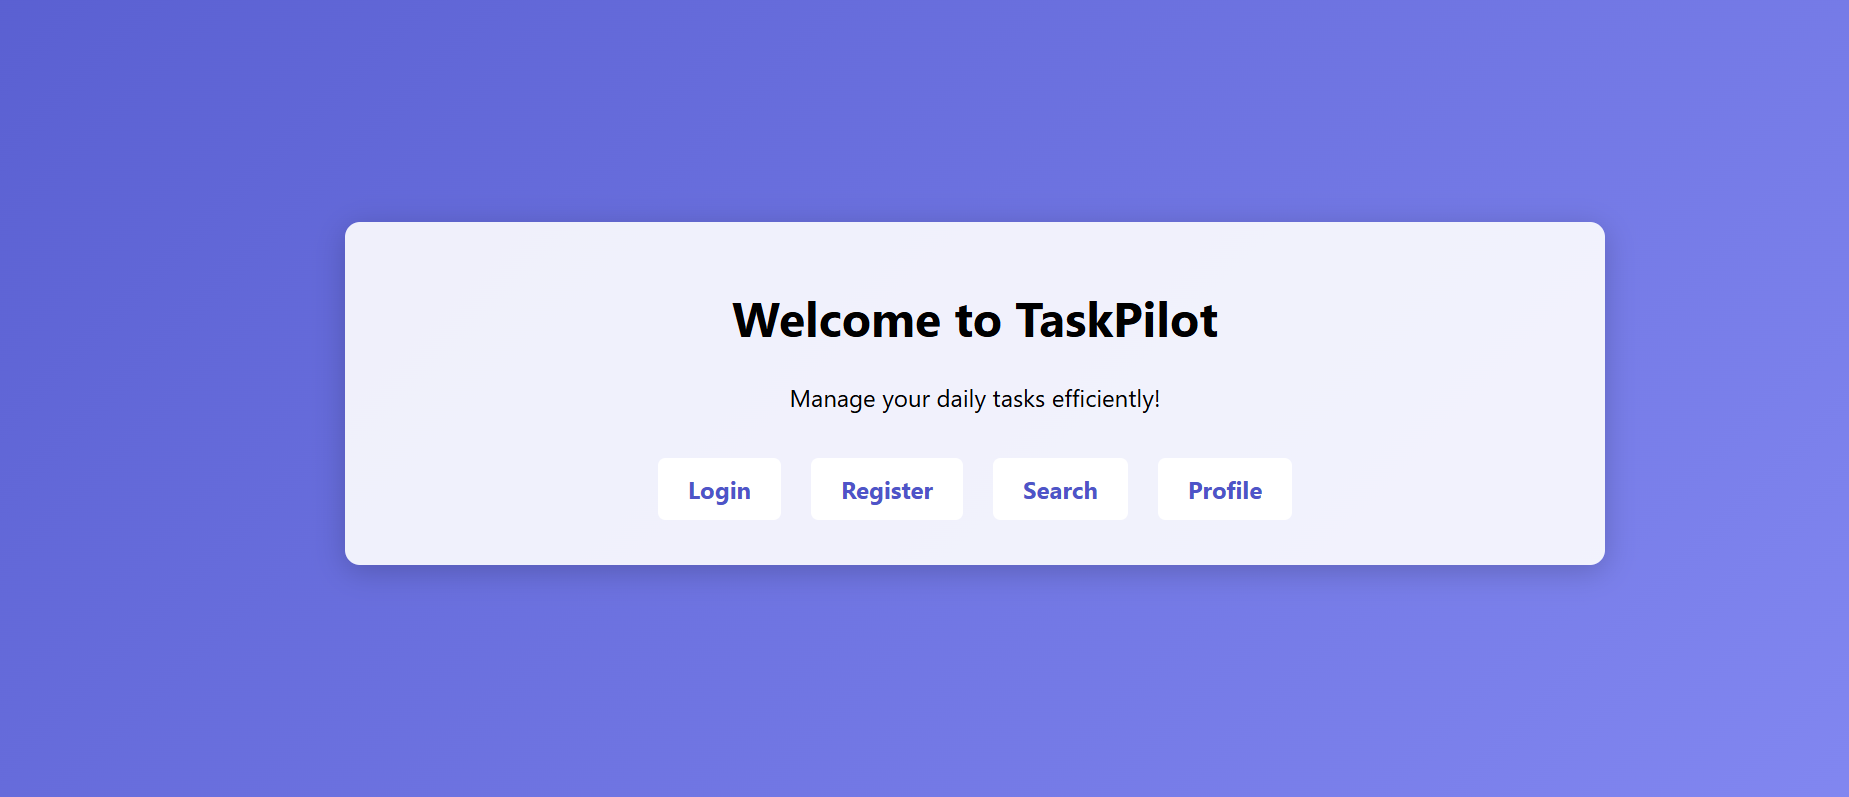 Welcome to TaskPilot
Manage your daily tasks efficiently!
Login Register Search Profile